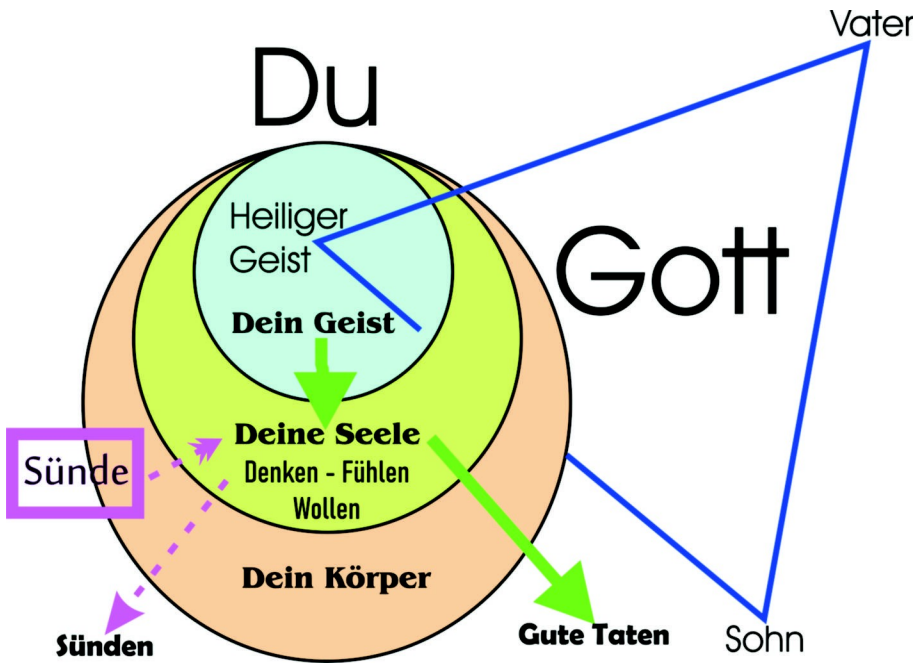 Vater
Du
Heiliger
Geist
Gott
Dein Geist
Deine Seele
Sünde
Denken - Fühlen
Wollen
Dein Körper
Sünden
Gute Taten
Sohn